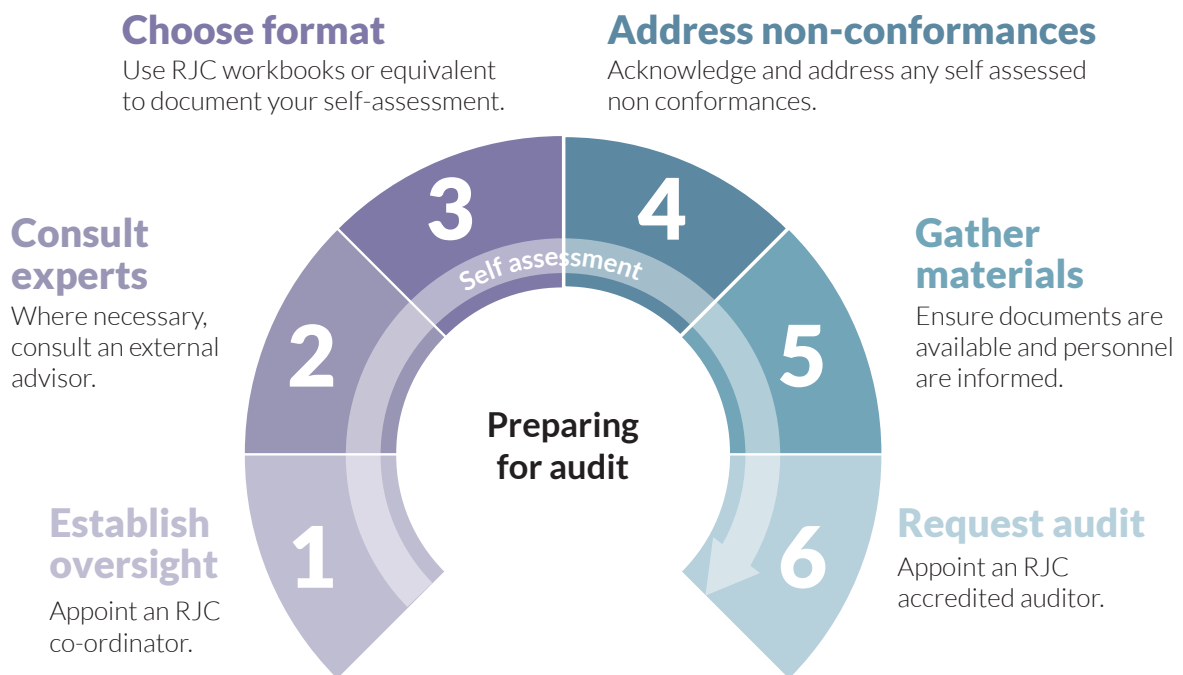 Choose format
Use RJC workbooks or equivalent
to document your self-assessment.
Address non-conformances
Acknowledge and address any self assessed
non conformances.
3
4
Self assessment
Consult
experts
Where necessary,
consult an external
advisor.
2
Gather
materials
Ensure documents are
available and personnel
are informed.
5
Preparing
for audit
Establish
oversight
Appoint an RJC
co-ordinator.
1
Request audit
Appoint an RJC
accredited auditor.
6